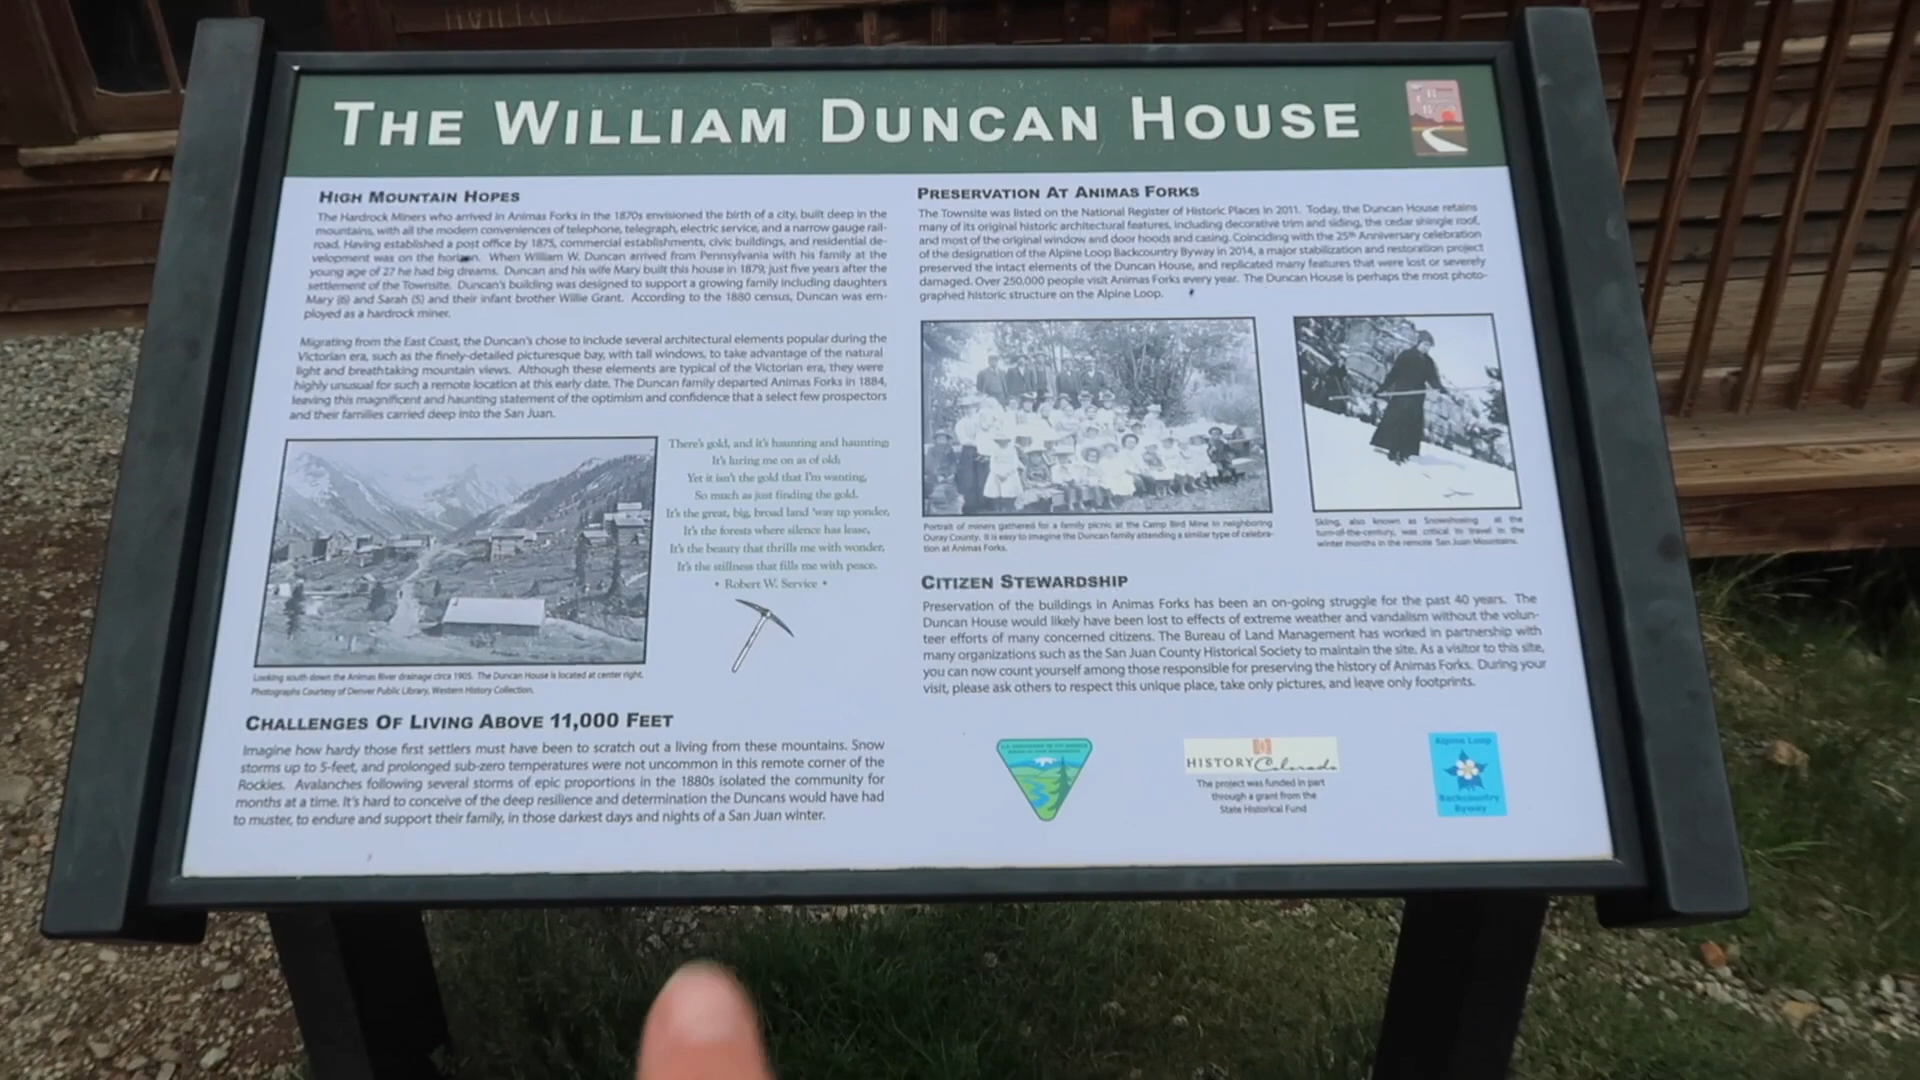 THE WILLIAM DUNCAN HOUSE
HIGH MOUNTAIN HOPES
The Hardrock Miners who arrived in Animas Forks in the 1870s envisioned the birth of a city, built deep in the
mountains, with all the modern conveniences of telephone, telegraph, electric service, and a narrow gauge rail-
road. Having established a post office by 1875, commercial establishments, civic buildings, and residential de-
velopment was on the horizon. When William W. Duncan arrived from Pennsylvania with his family at the
young age of 27 he had big dreams. Duncan and his wife Mary built this house in 1879, just five years after the
settlement of the Townsite. Duncan's building was designed to support a growing family including daughters
Mary (6) and Sarah (5) and their infant brother Willie Grant. According to the 1880 census, Duncan was em-
ployed as a hardrock miner.
Migrating from the East Coast, the Duncan's chose to include several architectural elements popular during the
Victorian era, such as the finely-detailed picturesque bay, with tall windows, to take advantage of the natural
light and breathtaking mountain views. Although these elements are typical of the Victorian era, they were
highly unusual for such a remote location at this early date. The Duncan family departed Animas Forks in 1884,
leaving this magnificent and haunting statement of the optimism and confidence that a select few prospectors
and their families carried deep into the San Juan.
There's gold, and it's haunting and haunting;
It's luring me on as of old;
Yet it isn't the gold that I'm wanting,
So much as just finding the gold.
It's the great, big, broad land 'way up yonder,
It's the forests where silence has lease,
It's the beauty that thrills me with wonder,
It's the stillness that fills me with peace.
• Robert W. Service •
Looking south down the Animas River drainage circa 1905. The Duncan House is located at center right.
Photographs Courtesy of Denver Public Library, Western History Collection.
CHALLENGES OF LIVING ABOVE 11,000 FEET
Imagine how hardy those first settlers must have been to scratch out a living from these mountains. Snow
storms up to 5-feet, and prolonged sub-zero temperatures were not uncommon in this remote corner of the
Rockies. Avalanches following several storms of epic proportions in the 1880s isolated the community for
months at a time. It's hard to conceive of the deep resilience and determination the Duncans would have had
to muster, to endure and support their family, in those darkest days and nights of a San Juan winter.
PRESERVATION AT ANIMAS FORKS
The Townsite was listed on the National Register of Historic Places in 2011. Today, the Duncan House retains
many of its original historic architectural features, including decorative trim and siding, the cedar shingle roof,
and most of the original window and door hoods and casing. Coinciding with the 25th Anniversary celebration
of the designation of the Alpine Loop Backcountry Byway in 2014, a major stabilization and restoration project
preserved the intact elements of the Duncan House, and replicated many features that were lost or severely
damaged. Over 250,000 people visit Animas Forks every year. The Duncan House is perhaps the most photo-
graphed historic structure on the Alpine Loop.
Portrait of miners gathered for a family picnic at the Camp Bird Mine in neighboring
Ouray County. It is easy to imagine the Duncan family attending a similar type of celebra-
tion at Animas Forks.
Skiing, also known as Snowshoeing at the
turn-of-the-century, was critical to travel in the
winter months in the remote San Juan Mountains.
CITIZEN STEWARDSHIP
Preservation of the buildings in Animas Forks has been an on-going struggle for the past 40 years. The
Duncan House would likely have been lost to effects of extreme weather and vandalism without the volun-
teer efforts of many concerned citizens. The Bureau of Land Management has worked in partnership with
many organizations such as the San Juan County Historical Society to maintain the site. As a visitor to this site,
you can now count yourself among those responsible for preserving the history of Animas Forks. During your
visit, please ask others to respect this unique place, take only pictures, and leave only footprints.
HISTORY Colorado
The project was funded in part
through a grant from the
State Historical Fund
Alpine Loop
Backcountry
Byway